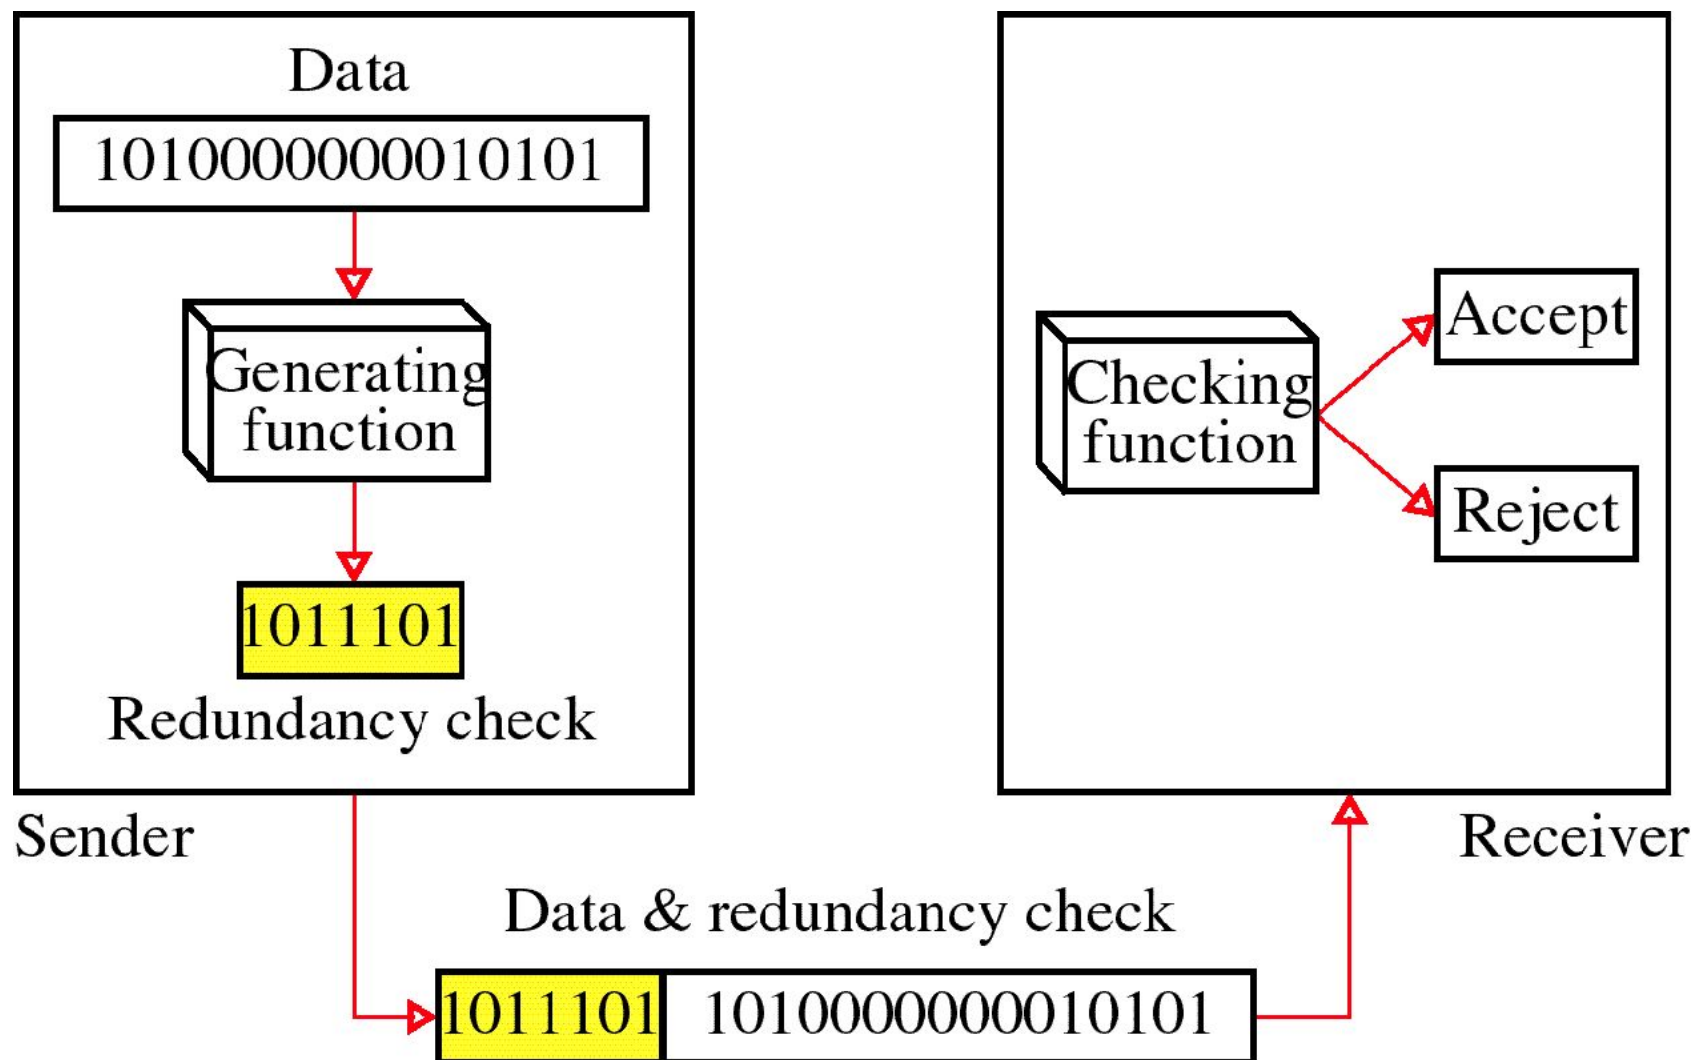 Data
1010000000010101
Generating
function
1011101
Redundancy check
Sender
Checking
function
Accept
Reject
Receiver
Data & redundancy check
1011101 1010000000010101